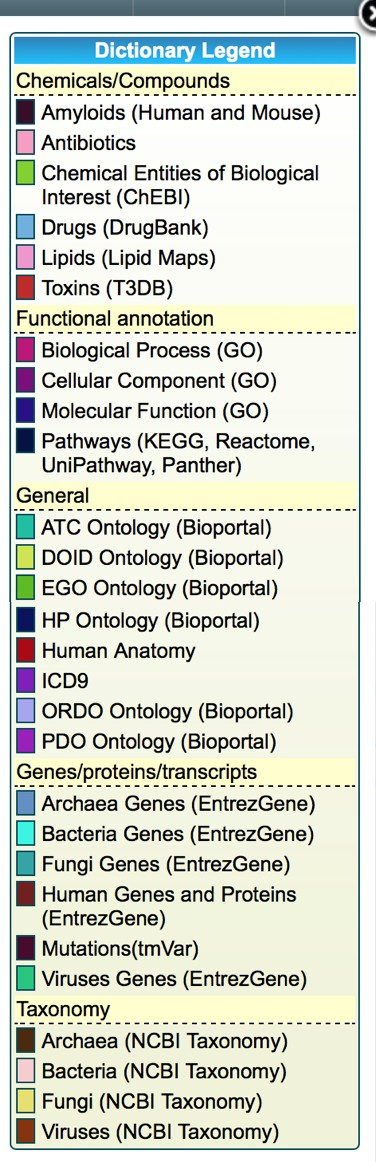 Dictionary Legend
Chemicals/Compounds
Amyloids (Human and Mouse)
Antibiotics
Chemical Entities of Biological
Interest (ChEBI)
Drugs (DrugBank)
Lipids (Lipid Maps)
Toxins (T3DB)
Functional annotation
Biological Process (GO)
Cellular Component (GO)
Molecular Function (GO)
Pathways (KEGG, Reactome,
UniPathway, Panther)
General
ATC Ontology (Bioportal)
DOID Ontology (Bioportal)
EGO Ontology (Bioportal)
HP Ontology (Bioportal)
Human Anatomy
ICD9
ORDO Ontology (Bioportal)
PDO Ontology (Bioportal)
Genes/proteins/transcripts
Archaea Genes (EntrezGene)
Bacteria Genes (EntrezGene)
Fungi Genes (EntrezGene)
Human Genes and Proteins
(EntrezGene)
Mutations(tmVar)
Viruses Genes (EntrezGene)
Taxonomy
Archaea (NCBI Taxonomy)
Bacteria (NCBI Taxonomy)
Fungi (NCBI Taxonomy)
Viruses (NCBI Taxonomy)